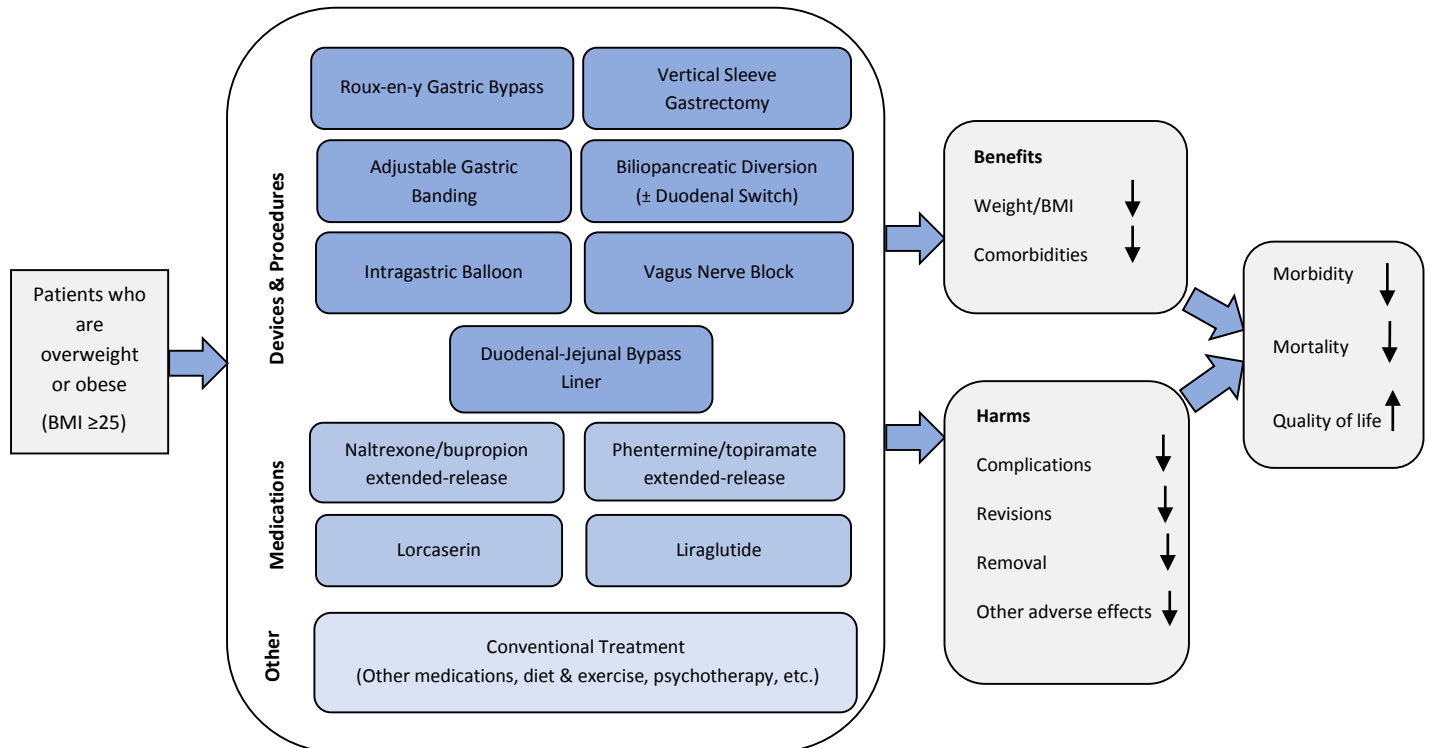 Patients who
are
overweight
or obese
(BMI ≥25)
Devices & Procedures
Roux-en-y Gastric Bypass
Vertical Sleeve
Gastrectomy
Adjustable Gastric
Banding
Biliopancreatic Diversion
(± Duodenal Switch)
Intragastric Balloon
Vagus Nerve Block
Duodenal-Jejunal Bypass
Liner
Medications
Naltrexone/bupropion
extended-release
Phentermine/topiramate
extended-release
Lorcaserin
Liraglutide
Other
Conventional Treatment
(Other medications, diet & exercise, psychotherapy, etc.)
Benefits
Weight/BMI
Comorbidities
Harms
Complications
Revisions
Removal
Other adverse effects
Morbidity
Mortality
Quality of life